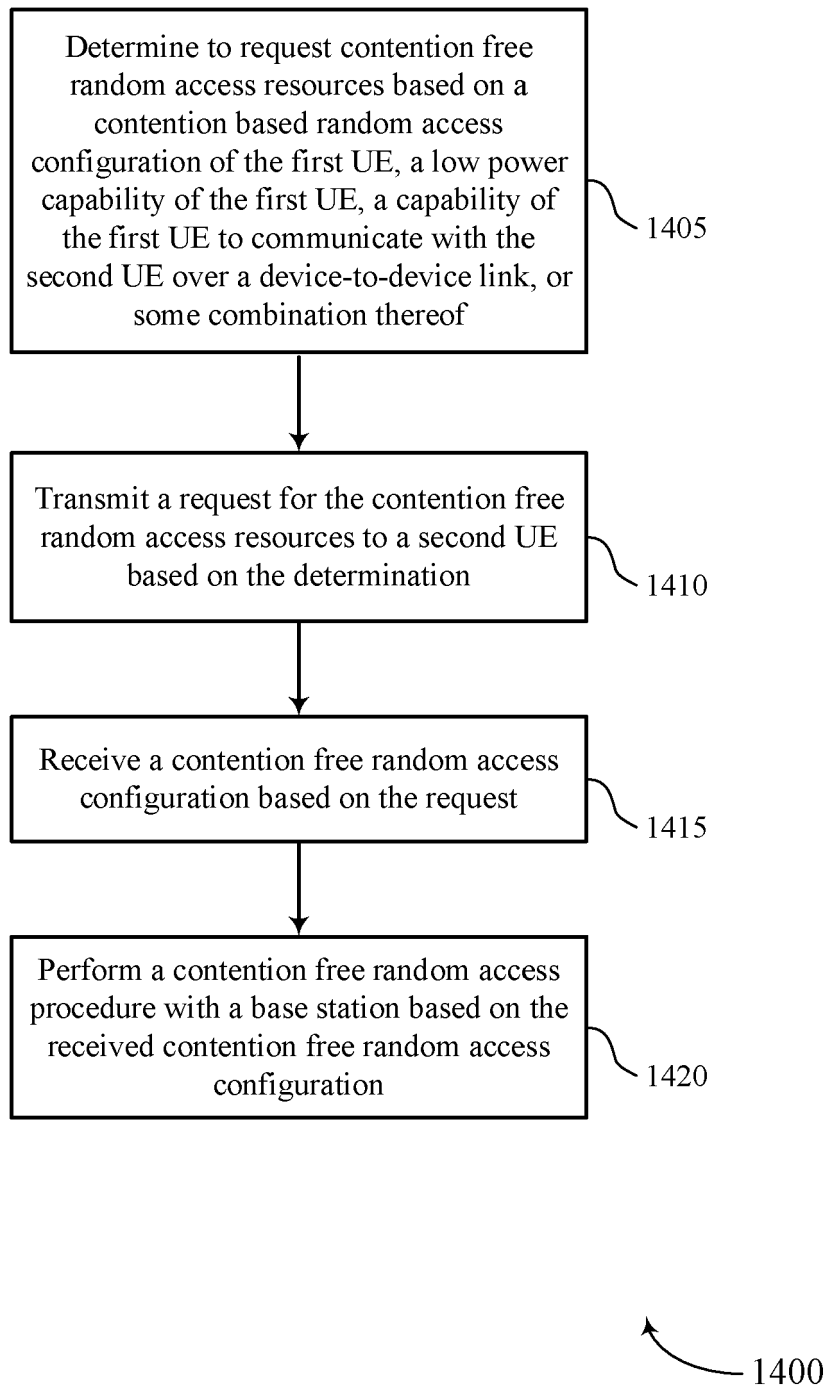 Determine to request contention free
random access resources based on a
contention based random access
configuration of the first UE, a low power
capability of the first UE, a capability of
the first UE to communicate with the
second UE over a device-to-device link, or
some combination thereof
1405
Transmit a request for the contention free
random access resources to a second UE
based on the determination
1410
Receive a contention free random access
configuration based on the request
1415
Perform a contention free random access
procedure with a base station based on the
received contention free random access
configuration
1420
1400